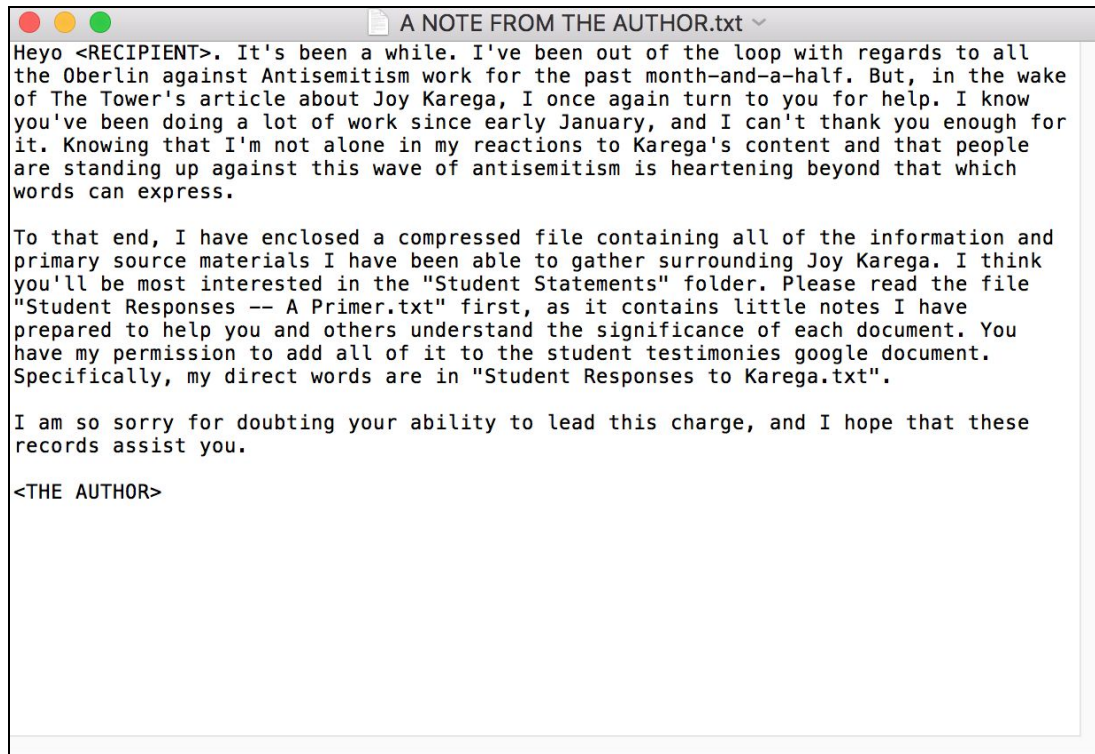 A NOTE FROM THE AUTHOR.txt
Heyo <RECIPIENT>. It's been a while. I've been out of the loop with regards to all
the Oberlin against Antisemitism work for the past month-and-a-half. But, in the wake
of The Tower's article about Joy Karega, I once again turn to you for help. I know
you've been doing a lot of work since early January, and I can't thank you enough for
it. Knowing that I'm not alone in my reactions to Karega's content and that people
are standing up against this wave of antisemitism is heartening beyond that which
words can express.
To that end, I have enclosed a compressed file containing all of the information and
primary source materials I have been able to gather surrounding Joy Karega. I think
you'll be most interested in the "Student Statements" folder. Please read the file
"Student Responses -- A Primer.txt" first, as it contains little notes I have
prepared to help you and others understand the significance of each document. You
have my permission to add all of it to the student testimonies google document.
Specifically, my direct words are in "Student Responses to Karega.txt".
I am so sorry for doubting your ability to lead this charge, and I hope that these
records assist you.
<THE AUTHOR>